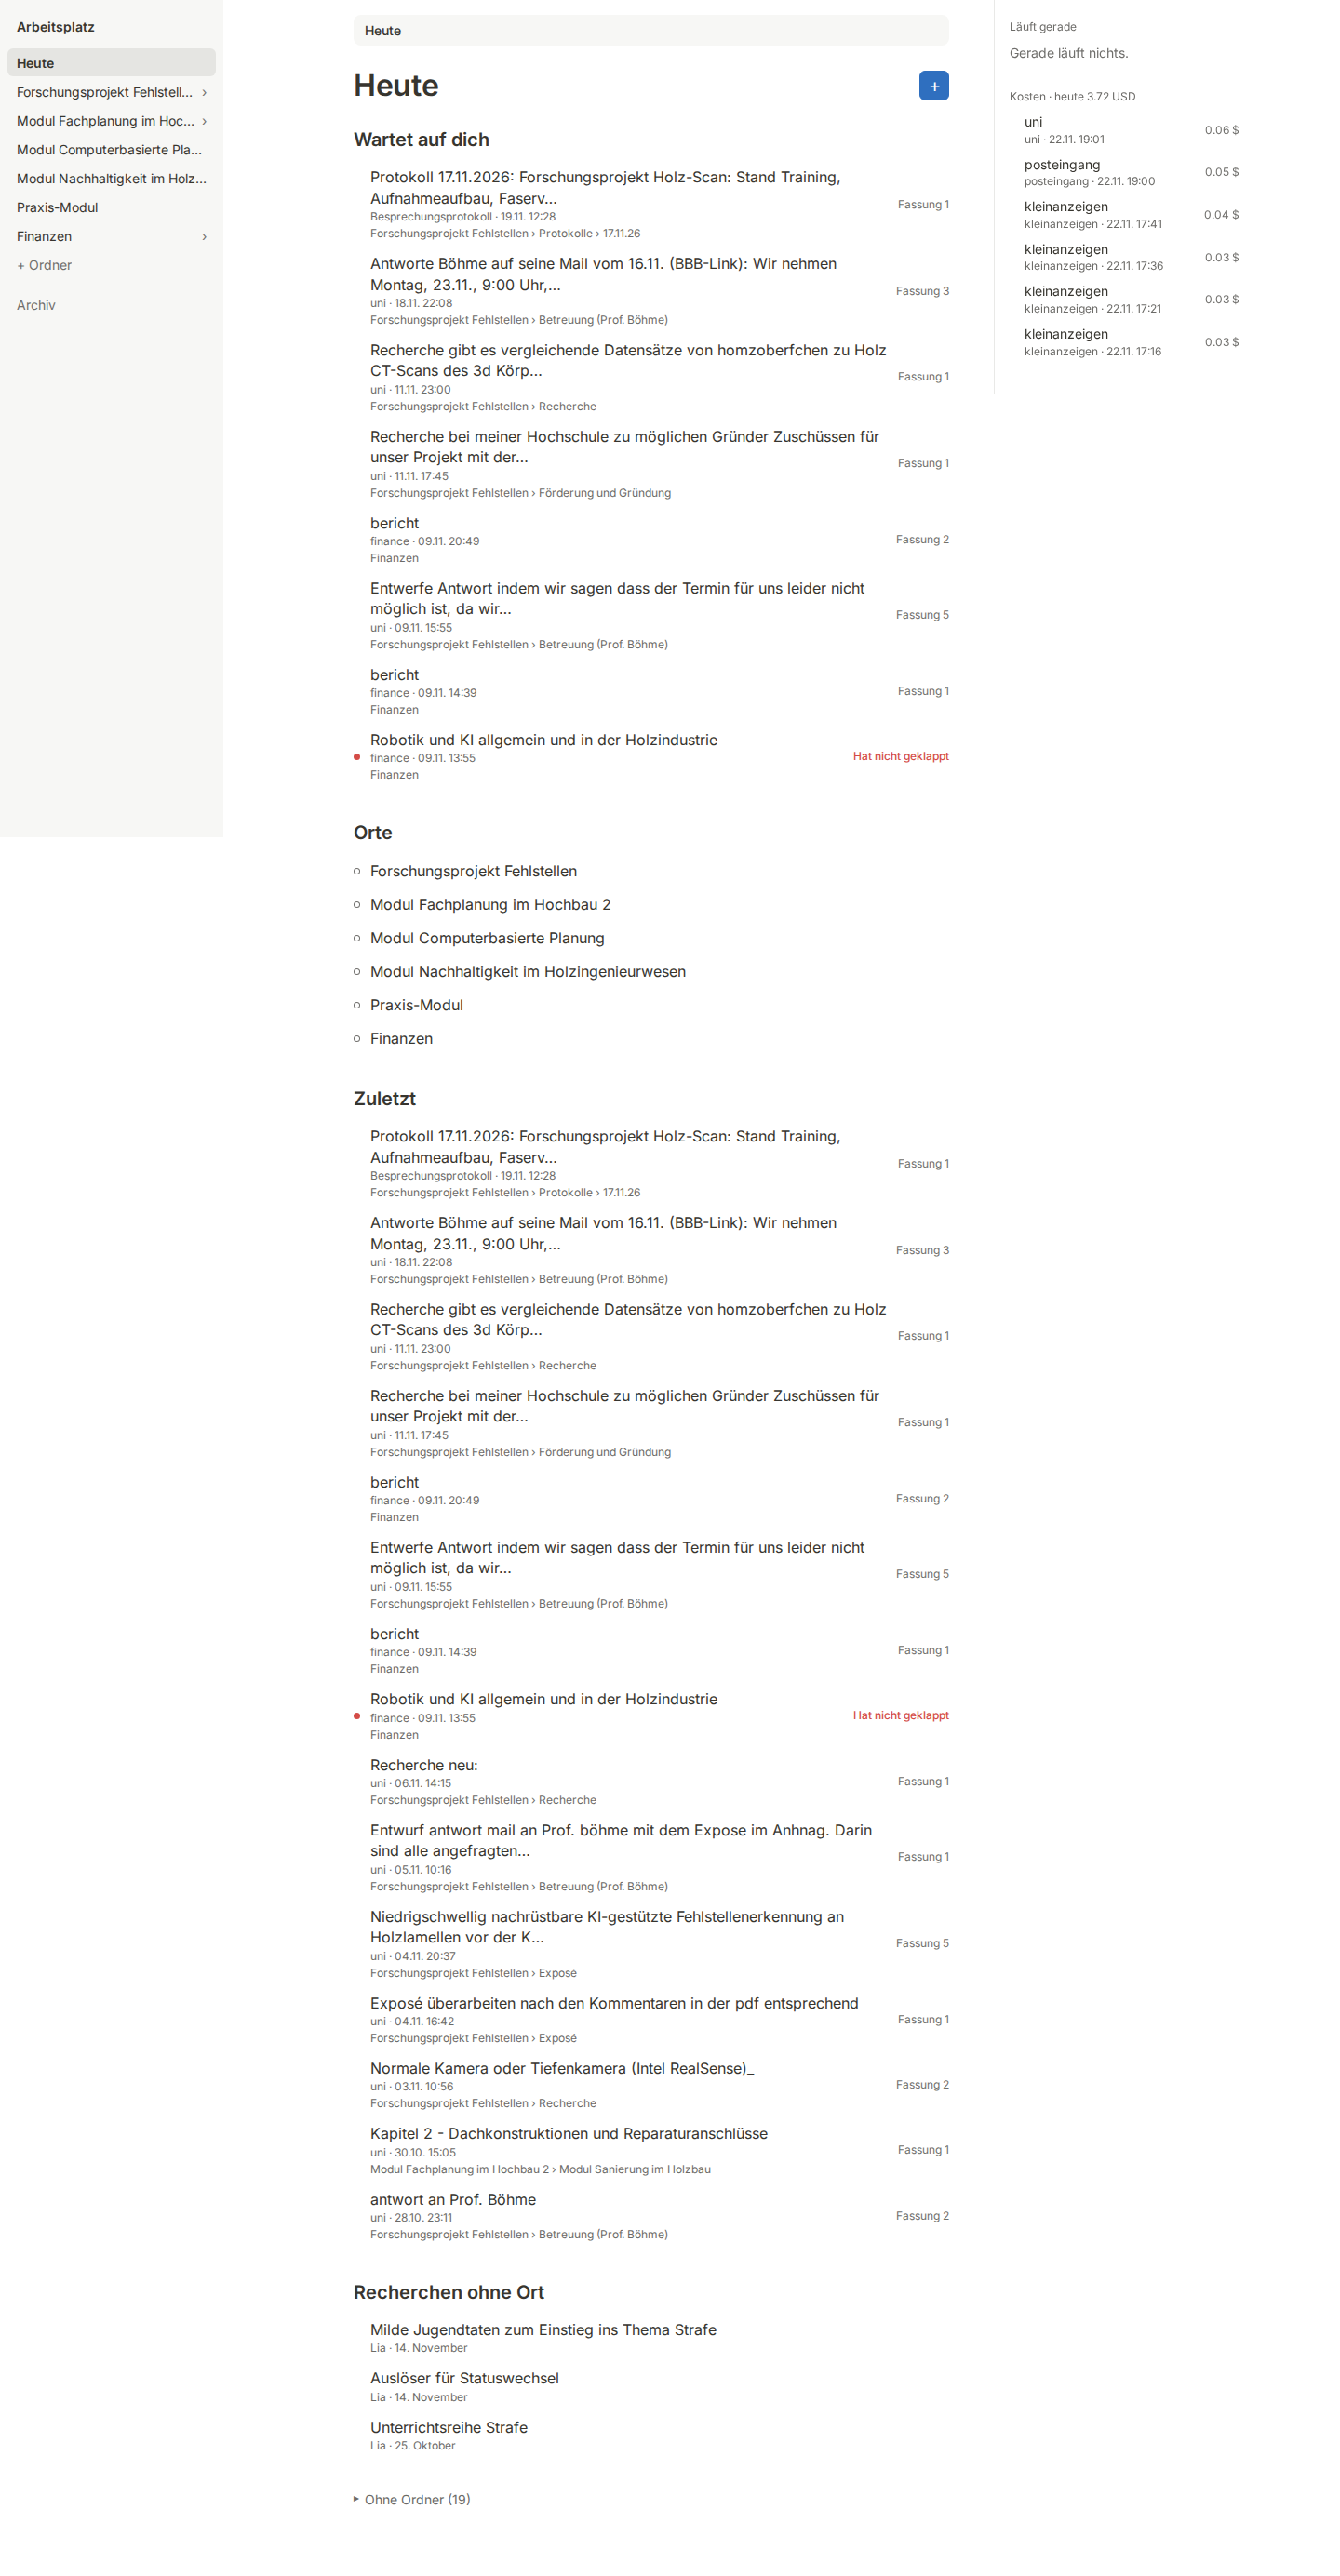 Arbeitsplatz
Heute
Forschungsprojekt Fehlstell... ›
Modul Fachplanung im Hoc... ›
Modul Computerbasierte Pla...
Modul Nachhaltigkeit im Holz...
Praxis-Modul
Finanzen ›
+ Ordner
Archiv
Heute
Heute
+
Wartet auf dich
Protokoll 17.11.2026: Forschungsprojekt Holz-Scan: Stand Training,
Aufnahmeaufbau, Faserv...
Besprechungsprotokoll · 19.11. 12:28
Forschungsprojekt Fehlstellen › Protokolle › 17.11.26
Fassung 1
Antworte Böhme auf seine Mail vom 16.11. (BBB-Link): Wir nehmen
Montag, 23.11., 9:00 Uhr,...
uni · 18.11. 22:08
Forschungsprojekt Fehlstellen › Betreuung (Prof. Böhme)
Fassung 3
Recherche gibt es vergleichende Datensätze von homzoberfchen zu Holz
CT-Scans des 3d Körp...
uni · 11.11. 23:00
Forschungsprojekt Fehlstellen › Recherche
Fassung 1
Recherche bei meiner Hochschule zu möglichen Gründer Zuschüssen für
unser Projekt mit der...
uni · 11.11. 17:45
Forschungsprojekt Fehlstellen › Förderung und Gründung
Fassung 1
bericht
finance · 09.11. 20:49
Finanzen
Fassung 2
Entwerfe Antwort indem wir sagen dass der Termin für uns leider nicht
möglich ist, da wir...
uni · 09.11. 15:55
Forschungsprojekt Fehlstellen › Betreuung (Prof. Böhme)
Fassung 5
bericht
finance · 09.11. 14:39
Finanzen
Fassung 1
Robotik und KI allgemein und in der Holzindustrie
finance · 09.11. 13:55
Finanzen
Hat nicht geklappt
Orte
Forschungsprojekt Fehlstellen
Modul Fachplanung im Hochbau 2
Modul Computerbasierte Planung
Modul Nachhaltigkeit im Holzingenieurwesen
Praxis-Modul
Finanzen
Zuletzt
Protokoll 17.11.2026: Forschungsprojekt Holz-Scan: Stand Training,
Aufnahmeaufbau, Faserv...
Besprechungsprotokoll · 19.11. 12:28
Forschungsprojekt Fehlstellen › Protokolle › 17.11.26
Fassung 1
Antworte Böhme auf seine Mail vom 16.11. (BBB-Link): Wir nehmen
Montag, 23.11., 9:00 Uhr,...
uni · 18.11. 22:08
Forschungsprojekt Fehlstellen › Betreuung (Prof. Böhme)
Fassung 3
Recherche gibt es vergleichende Datensätze von homzoberfchen zu Holz
CT-Scans des 3d Körp...
uni · 11.11. 23:00
Forschungsprojekt Fehlstellen › Recherche
Fassung 1
Recherche bei meiner Hochschule zu möglichen Gründer Zuschüssen für
unser Projekt mit der...
uni · 11.11. 17:45
Forschungsprojekt Fehlstellen › Förderung und Gründung
Fassung 1
bericht
finance · 09.11. 20:49
Finanzen
Fassung 2
Entwerfe Antwort indem wir sagen dass der Termin für uns leider nicht
möglich ist, da wir...
uni · 09.11. 15:55
Forschungsprojekt Fehlstellen › Betreuung (Prof. Böhme)
Fassung 5
bericht
finance · 09.11. 14:39
Finanzen
Fassung 1
Robotik und KI allgemein und in der Holzindustrie
finance · 09.11. 13:55
Finanzen
Hat nicht geklappt
Recherche neu:
uni · 06.11. 14:15
Forschungsprojekt Fehlstellen › Recherche
Fassung 1
Entwurf antwort mail an Prof. böhme mit dem Expose im Anhnag. Darin
sind alle angefragten...
uni · 05.11. 10:16
Forschungsprojekt Fehlstellen › Betreuung (Prof. Böhme)
Fassung 1
Niedrigschwellig nachrüstbare KI-gestützte Fehlstellenerkennung an
Holzlamellen vor der K...
uni · 04.11. 20:37
Forschungsprojekt Fehlstellen › Exposé
Fassung 5
Exposé überarbeiten nach den Kommentaren in der pdf entsprechend
uni · 04.11. 16:42
Forschungsprojekt Fehlstellen › Exposé
Fassung 1
Normale Kamera oder Tiefenkamera (Intel RealSense)_
uni · 03.11. 10:56
Forschungsprojekt Fehlstellen › Recherche
Fassung 2
Kapitel 2 - Dachkonstruktionen und Reparaturanschlüsse
uni · 30.10. 15:05
Modul Fachplanung im Hochbau 2 › Modul Sanierung im Holzbau
Fassung 1
antwort an Prof. Böhme
uni · 28.10. 23:11
Forschungsprojekt Fehlstellen › Betreuung (Prof. Böhme)
Fassung 2
Recherchen ohne Ort
Milde Jugendtaten zum Einstieg ins Thema Strafe
Lia · 14. November
Auslöser für Statuswechsel
Lia · 14. November
Unterrichtsreihe Strafe
Lia · 25. Oktober
▸ Ohne Ordner (19)
Läuft gerade
Gerade läuft nichts.
Kosten · heute 3.72 USD
uni
uni · 22.11. 19:01
0.06 $
posteingang
posteingang · 22.11. 19:00
0.05 $
kleinanzeigen
kleinanzeigen · 22.11. 17:41
0.04 $
kleinanzeigen
kleinanzeigen · 22.11. 17:36
0.03 $
kleinanzeigen
kleinanzeigen · 22.11. 17:21
0.03 $
kleinanzeigen
kleinanzeigen · 22.11. 17:16
0.03 $